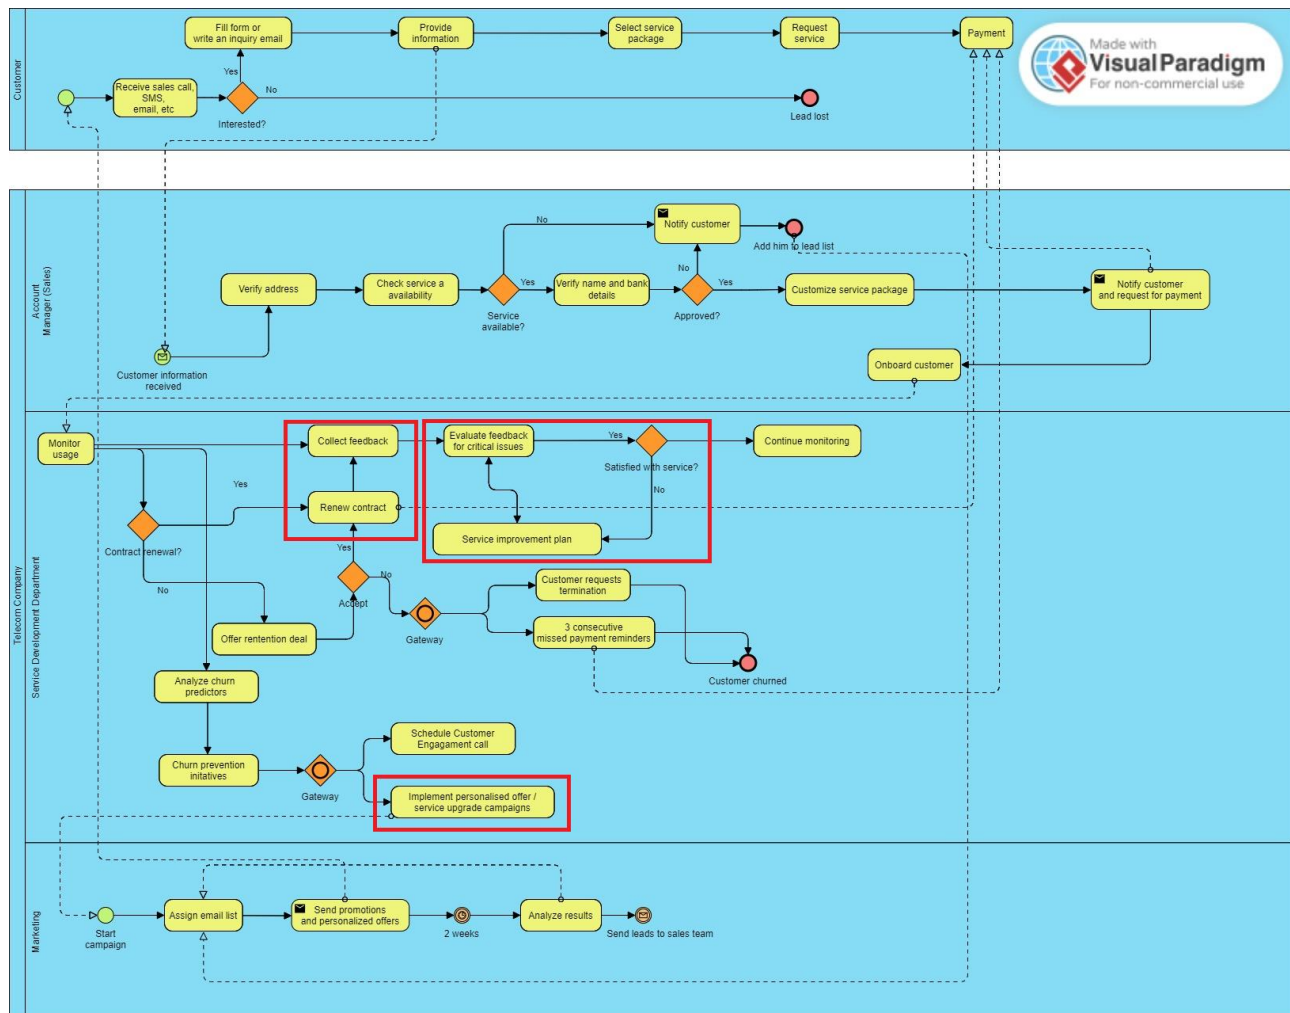 Customer
Fill form or
write an inquiry email
Provide
information
Select service
package
Request
service
Payment
Made with
Visual Paradigm
For non-commercial use
Yes
Receive sales call,
SMS,
email, etc
No
Interested?
Lead lost
Telecom Company
Account
Manager (Sales)
No
Notify customer
Add him to lead list
No
Verify address
Check service a
availability
Yes
Verify name and bank
details
Yes
Customize service package
Notify customer
and request for payment
Service
available?
Approved?
Customer information
received
Onboard customer
Service Development Department
Monitor
usage
Collect feedback
Evaluate feedback
for critical issues
Yes
Satisfied with service?
Continue monitoring
Yes
No
Renew contract
Service improvement plan
Contract renewal?
Yes
No
Accept
No
Customer requests
termination
Gateway
3 consecutive
missed payment reminders
Offer rentention deal
Customer churned
Analyze churn
predictors
Schedule Customer
Engagament call
Churn prevention
initatives
Gateway
Implement personalised offer /
service upgrade campaigns
Marketing
Start
campaign
Assign email list
Send promotions
and personalized offers
2 weeks
Analyze results
Send leads to sales team